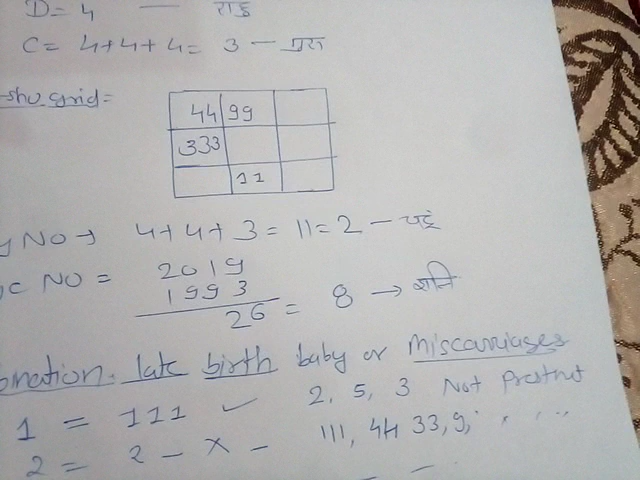 D= 4 — राहु
C= 4+4+4= 3 — गुरु
shu grid=
44 99
333
11
y NO → 4+4+3= 11=2 — चंद्र
c NO = 2019
1993
26 = 8 → शनि
bination. late birth baby or Miscarriages
1 = 111 ✓ 2, 5, 3 Not
2 = 2 - × - 111, 44 33, 9,